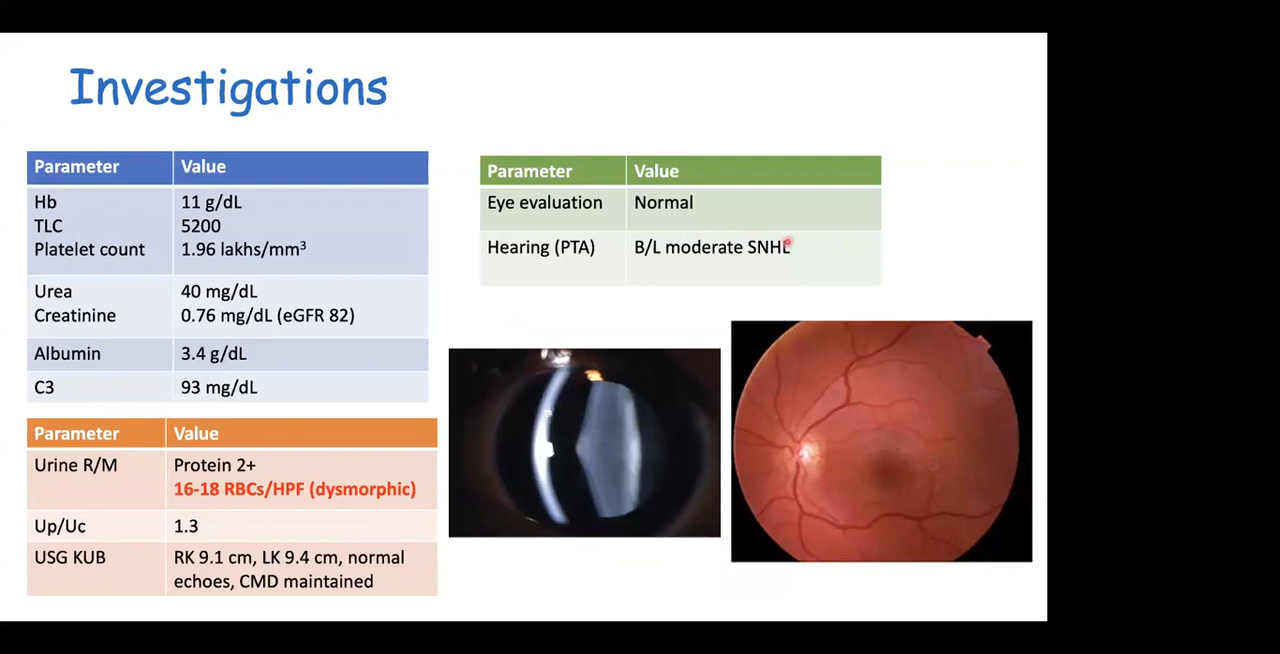 Investigations
Parameter Value
Hb 11 g/dL
TLC 5200
Platelet count 1.96 lakhs/mm³
Urea 40 mg/dL
Creatinine 0.76 mg/dL (eGFR 82)
Albumin 3.4 g/dL
C3 93 mg/dL
Parameter Value
Urine R/M Protein 2+
16-18 RBCs/HPF (dysmorphic)
Up/Uc 1.3
USG KUB RK 9.1 cm, LK 9.4 cm, normal
echoes, CMD maintained
Parameter Value
Eye evaluation Normal
Hearing (PTA) B/L moderate SNHL